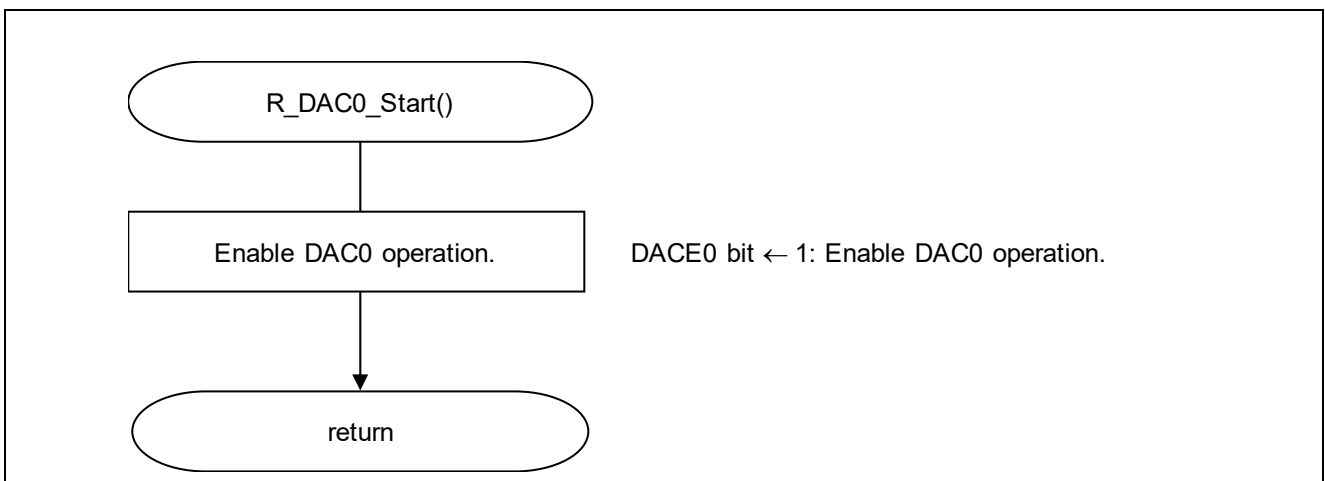 R_DAC0_Start()
Enable DAC0 operation. DACE0 bit ← 1: Enable DAC0 operation.
return